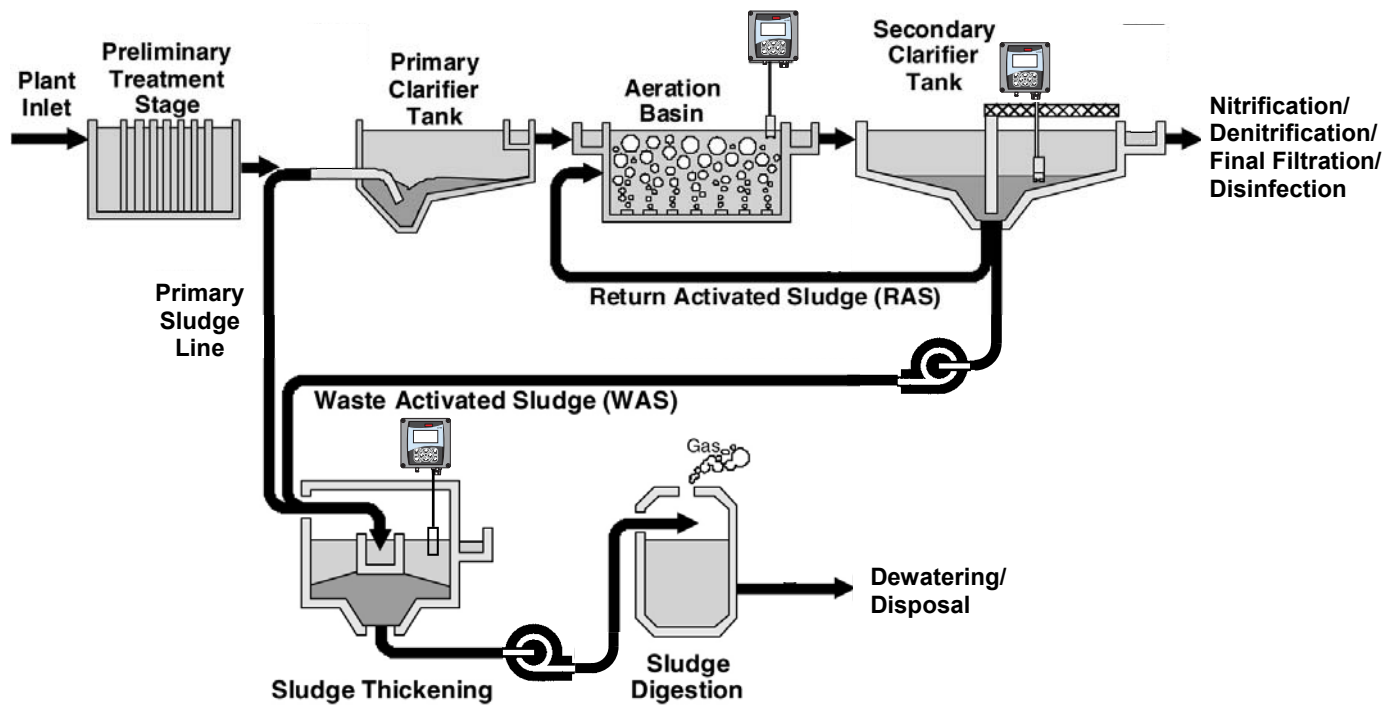 Plant
Inlet
Preliminary
Treatment
Stage
Primary
Clarifier
Tank
Aeration
Basin
Secondary
Clarifier
Tank
Nitrification/
Denitrification/
Final Filtration/
Disinfection
Return Activated Sludge (RAS)
Primary
Sludge
Line
Waste Activated Sludge (WAS)
Gas
Dewatering/
Disposal
Sludge Thickening
Sludge
Digestion